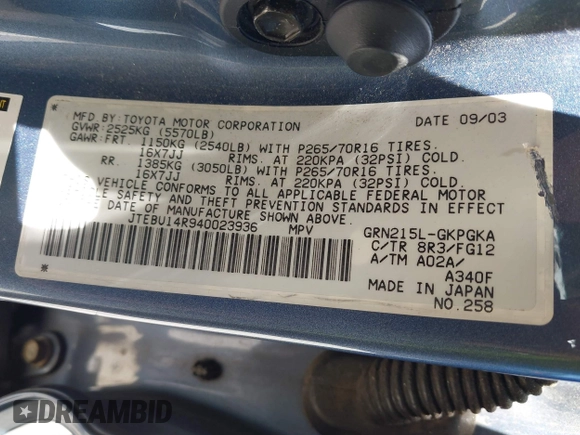 MFD.BY:TOYOTA MOTOR CORPORATION DATE 09/03
GVWR:2525KG (5570LB)
GAWR:FRT. 1150KG (2540LB) WITH P265/70R16 TIRES.
16X7JJ RIMS. AT 220KPA (32PSI) COLD.
RR. 1385KG (3050LB) WITH P265/70R16 TIRES.
16X7JJ RIMS. AT 220KPA (32PSI) COLD.
VEHICLE CONFORMS TO ALL APPLICABLE FEDERAL MOTOR
SAFETY AND THEFT PREVENTION STANDARDS IN EFFECT
DATE OF MANUFACTURE SHOWN ABOVE.
JTEBU14R940023936 MPV GRN215L-GKPGKA
C/TR 8R3/FG12
A/TM A02A/
A340F
MADE IN JAPAN
NO.258
DREAMBID